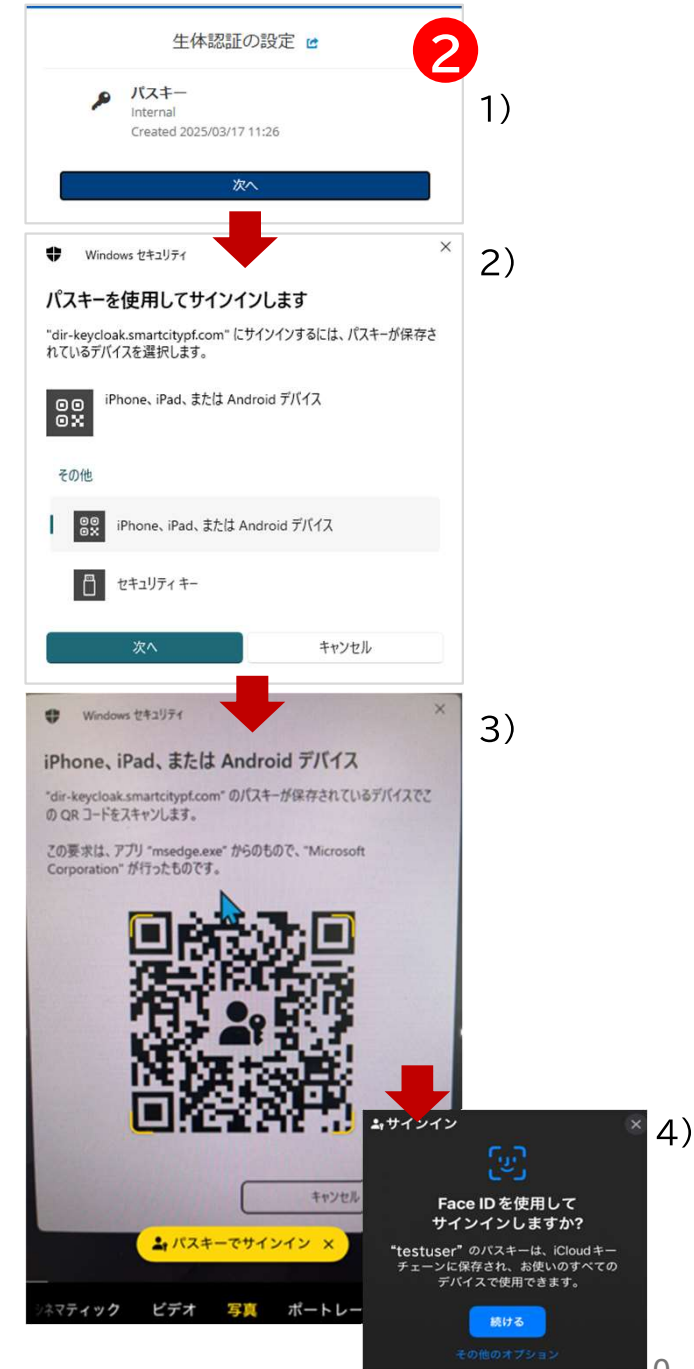 生体認証の設定
2
1）
パスキー
Internal
Created 2025/03/17 11:26
次へ
2）
Windows セキュリティ
パスキーを使用してサインインします
"dir-keycloak.smartcitypf.com" にサインインするには、パスキーが保存さ
れているデバイスを選択します。
iPhone、iPad、または Android デバイス
その他
iPhone、iPad、または Android デバイス
セキュリティ キー
次へ
キャンセル
3）
Windows セキュリティ
iPhone、iPad、または Android デバイス
"dir-keycloak.smartcitypf.com" のパスキーが保存されているデバイスでこ
の QR コードをスキャンします。
この要求は、アプリ "msedge.exe" からのもので、"Microsoft
Corporation" が行ったものです。
キャンセル
パスキーでサインイン ×
シネマティック ビデオ 写真 ポートレー
4）
サインイン
Face ID を使用して
サインインしますか?
"testuser" のパスキーは、iCloud キー
チェーンに保存され、お使いのすべての
デバイスで使用できます。
続ける
その他のオプション